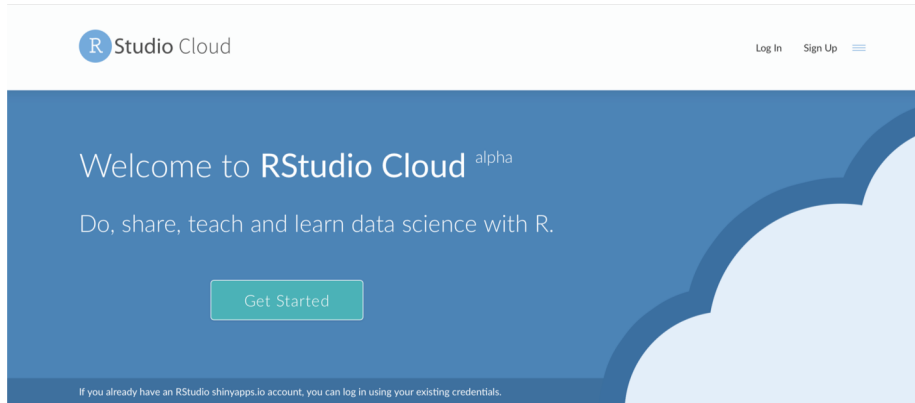 R Studio Cloud
Log In Sign Up
Welcome to RStudio Cloud alpha
Do, share, teach and learn data science with R.
Get Started
If you already have an RStudio shinyapps.io account, you can log in using your existing credentials.